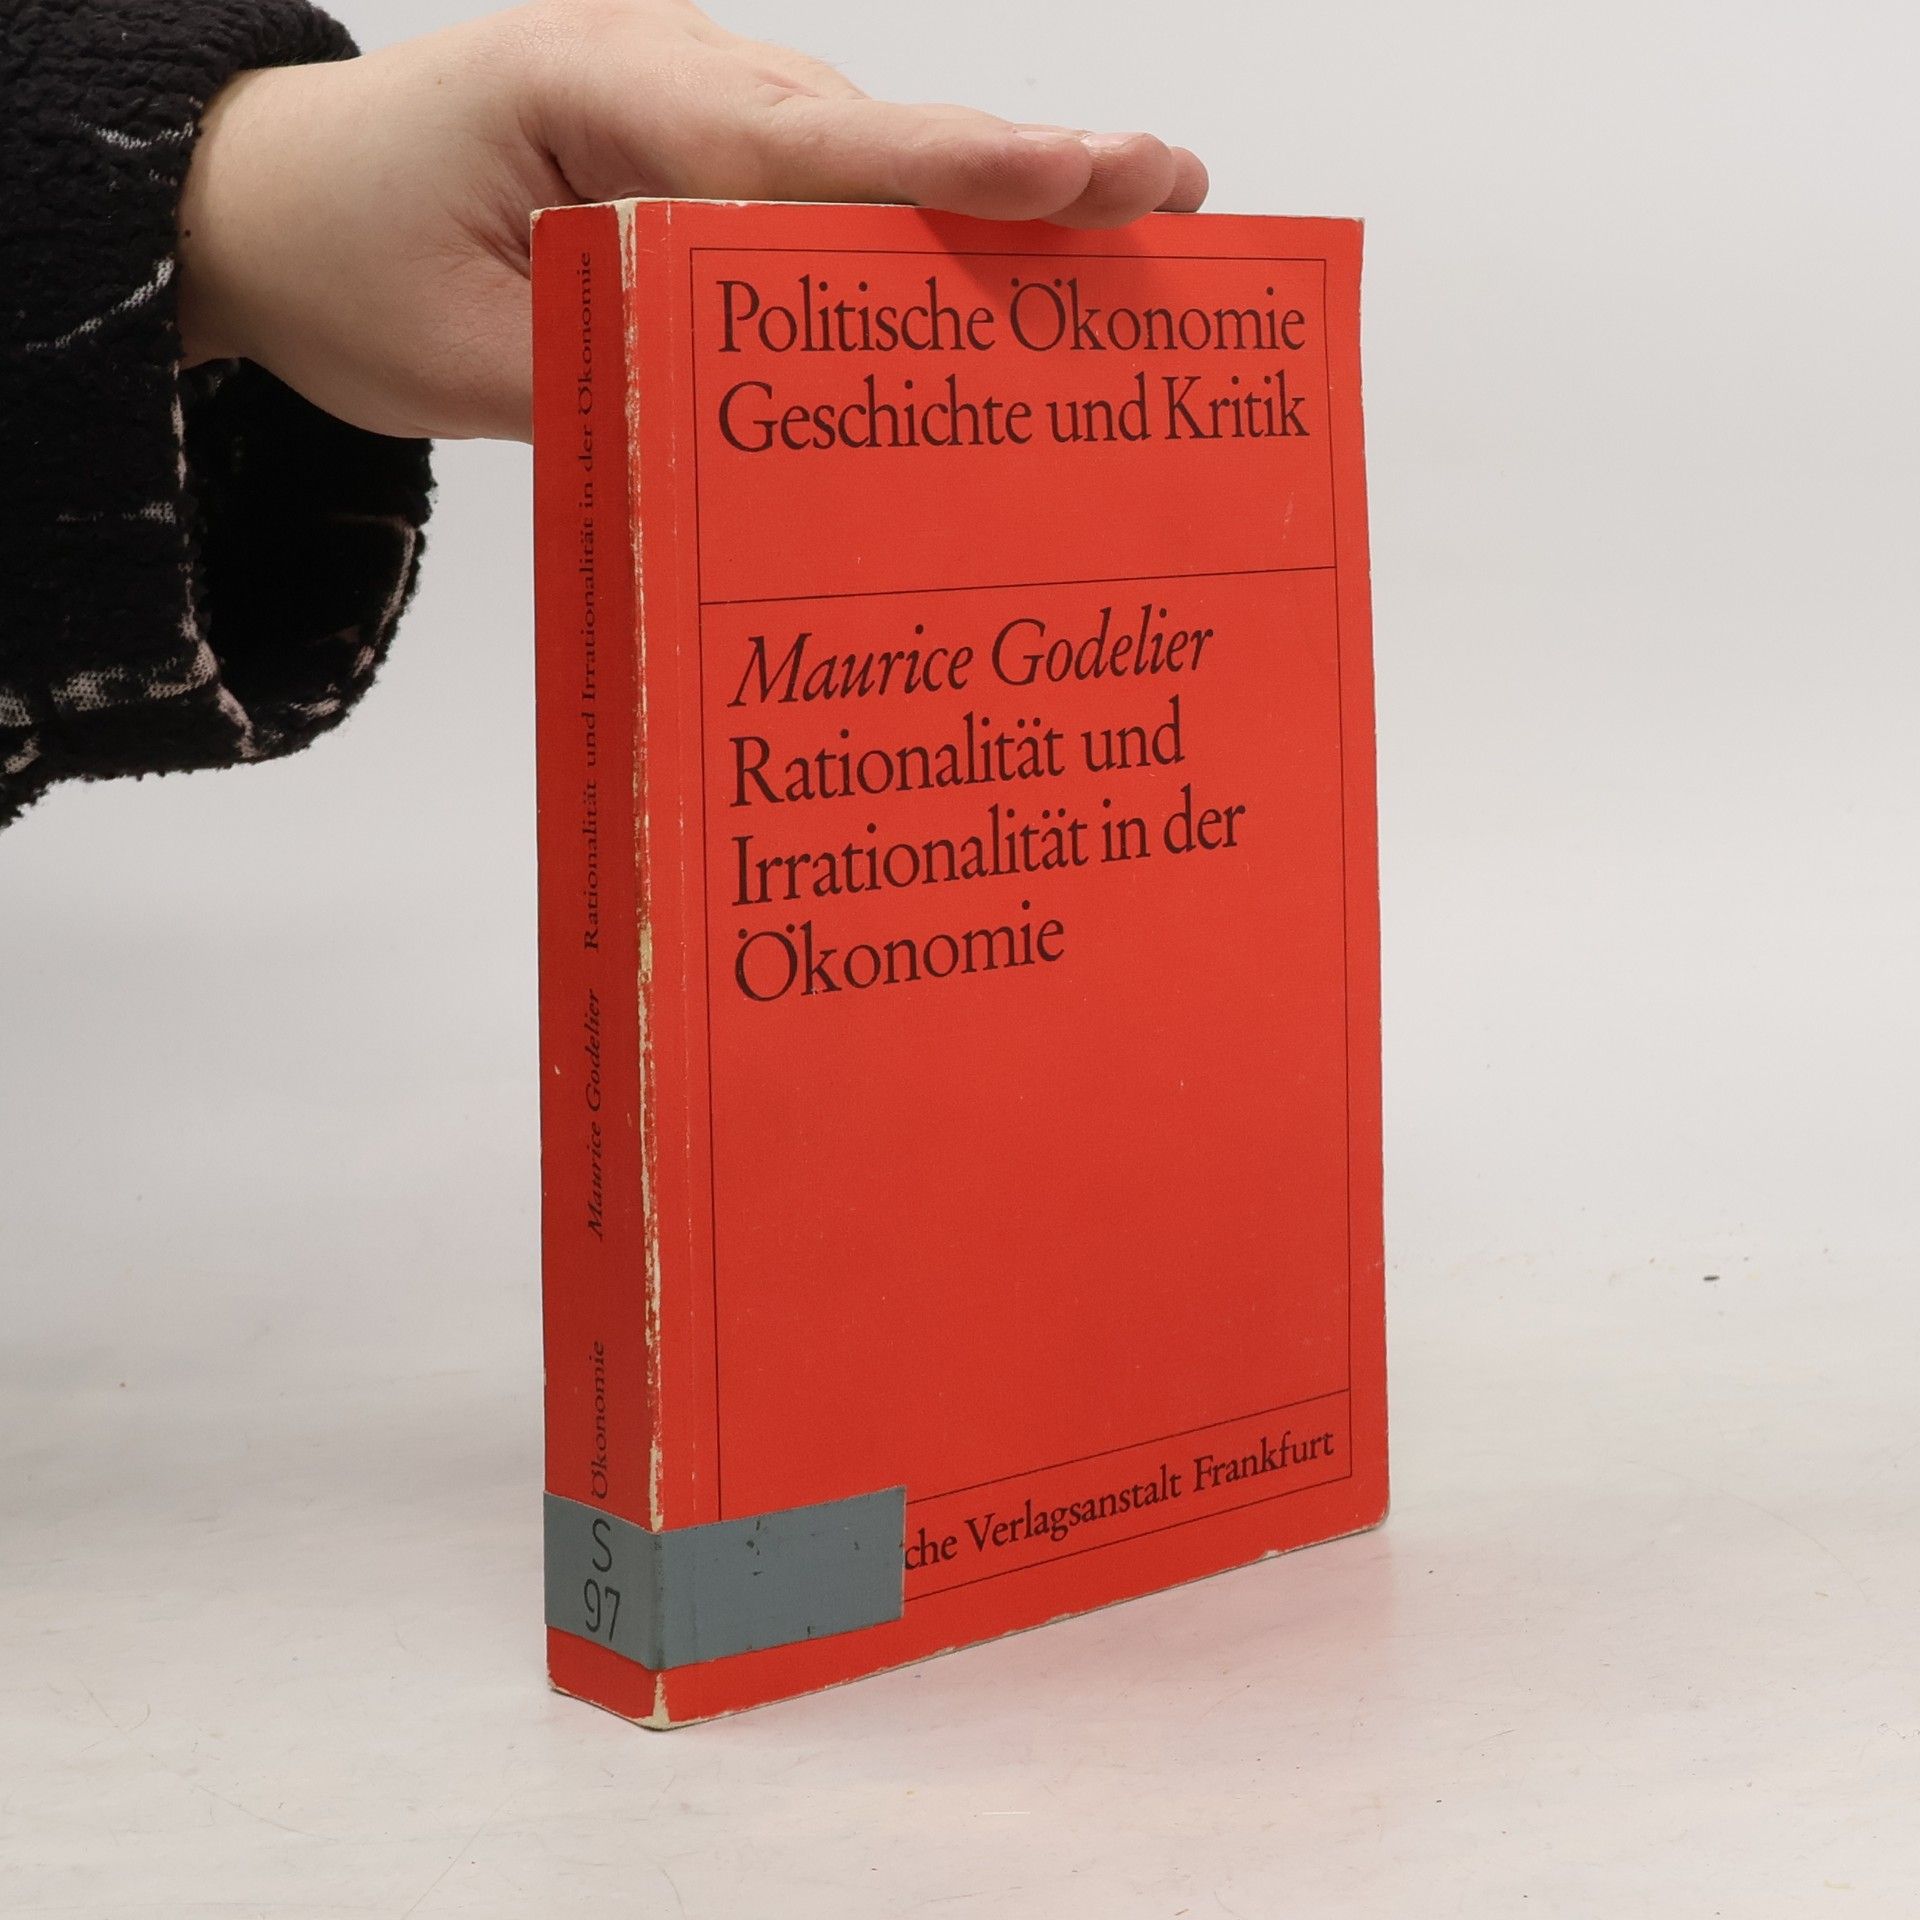 Politische Ökonomie
Geschichte und Kritik
Maurice Godelier
Rationalität und
Irrationalität in der
Ökonomie
che Verlagsanstalt Frankfurt
Ökonomie Maurice Godelier Rationalität und Irrationalität in der Ökonomie
S
97